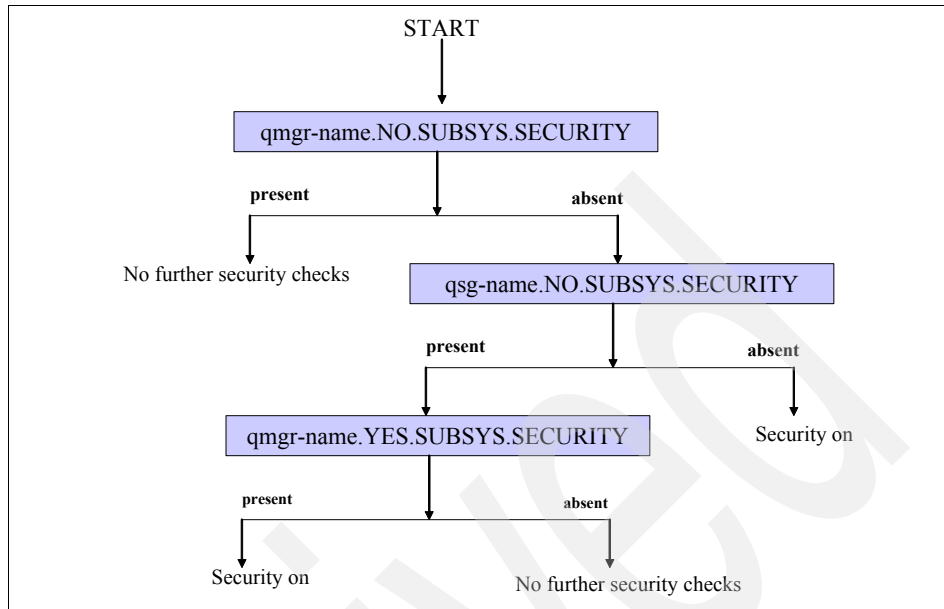 START
qmgr-name.NO.SUBSYS.SECURITY
present
absent
No further security checks
qsg-name.NO.SUBSYS.SECURITY
present
absent
qmgr-name.YES.SUBSYS.SECURITY
Security on
present
absent
Security on
No further security checks